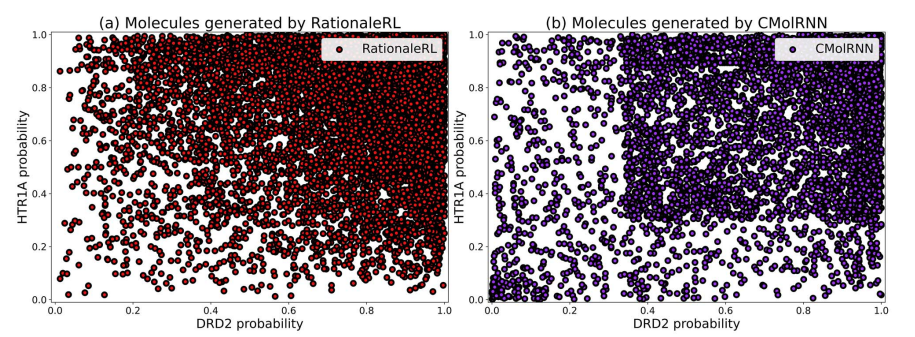 (a) Molecules generated by RationaleRL
RationaleRL
HTR1A probability
1.0
0.8
0.6
0.4
0.2
0.0
0.0 0.2 0.4 0.6 0.8 1.0
DRD2 probability
(b) Molecules generated by CMolRNN
CMolRNN
HTR1A probability
1.0
0.8
0.6
0.4
0.2
0.0
0.0 0.2 0.4 0.6 0.8 1.0
DRD2 probability